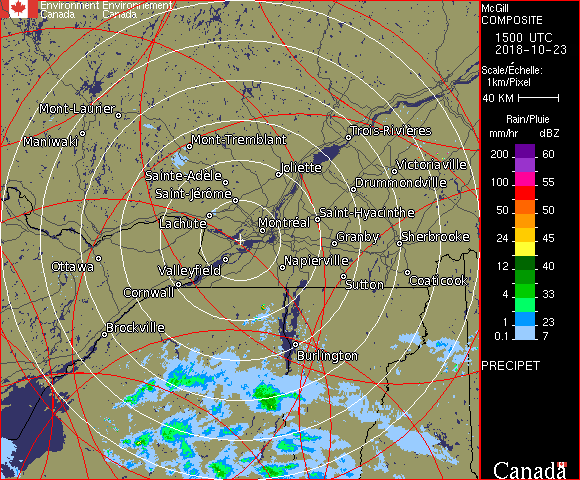 Environment Environnement
Canada Canada
McGill
COMPOSITE
1500 UTC
2018-10-23
Scale/Échelle:
1km/Pixel
40 KM
Rain/Pluie
mm/hr dBZ
200 60
100 55
50 50
24 45
12 40
4 33
1 23
0.1 7
PRECIPET
Mont-Laurier
Maniwaki
Mont-Tremblant
Trois-Rivières
Sainte-Adèle
Joliette
Victoriaville
Saint-Jérôme
Drummondville
Lachute
Montréal
Saint-Hyacinthe
Granby
Sherbrooke
Ottawa
Valleyfield
Napierville
Cornwall
Sutton
Coaticook
Brockville
Burlington
Canada